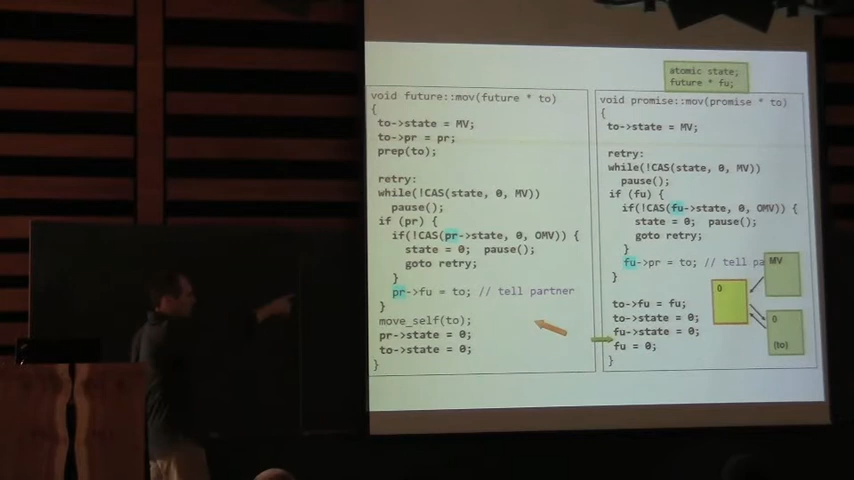 atomic state;
future * fu;
void future::mov(future * to)
{
to->state = MV;
to->pr = pr;
prep(to);
retry:
while(!CAS(state, 0, MV))
pause();
if (pr) {
if(!CAS(pr->state, 0, OMV)) {
state = 0; pause();
goto retry;
}
pr->fu = to; // tell partner
}
move_self(to);
pr->state = 0;
to->state = 0;
}
void promise::mov(promise * to)
{
to->state = MV;
retry:
while(!CAS(state, 0, MV))
pause();
if (fu) {
if(!CAS(fu->state, 0, OMV)) {
state = 0; pause();
goto retry;
}
fu->pr = to; // tell pa
}
to->fu = fu;
to->state = 0;
fu->state = 0;
fu = 0;
}
MV
0
0
(to)